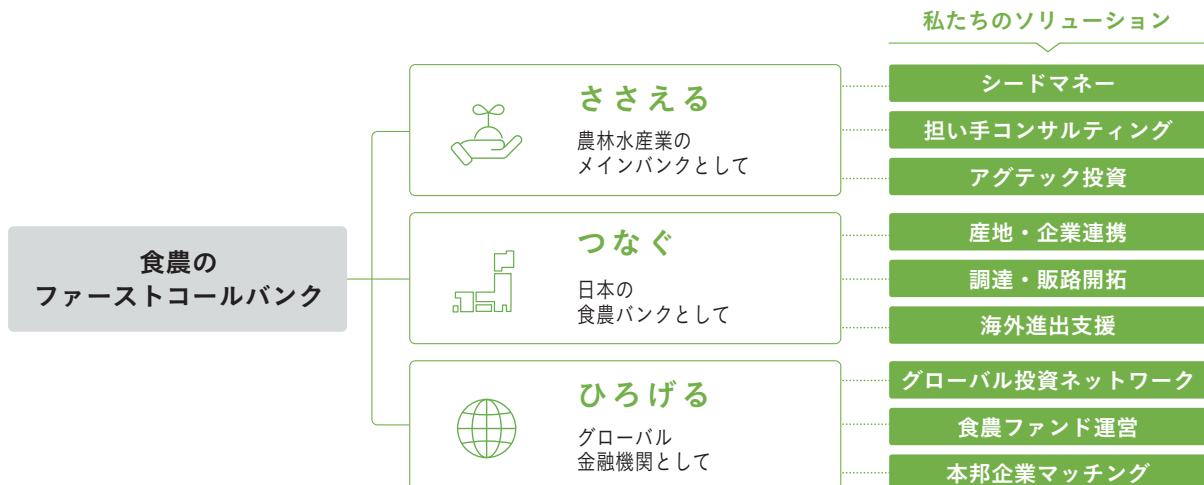 私たちのソリューション
食農の
ファーストコールバンク
ささえる
農林水産業の
メインバンクとして
シードマネー
担い手コンサルティング
アグテック投資
つなぐ
日本の
食農バンクとして
産地・企業連携
調達・販路開拓
海外進出支援
ひろげる
グローバル
金融機関として
グローバル投資ネットワーク
食農ファンド運営
本邦企業マッチング